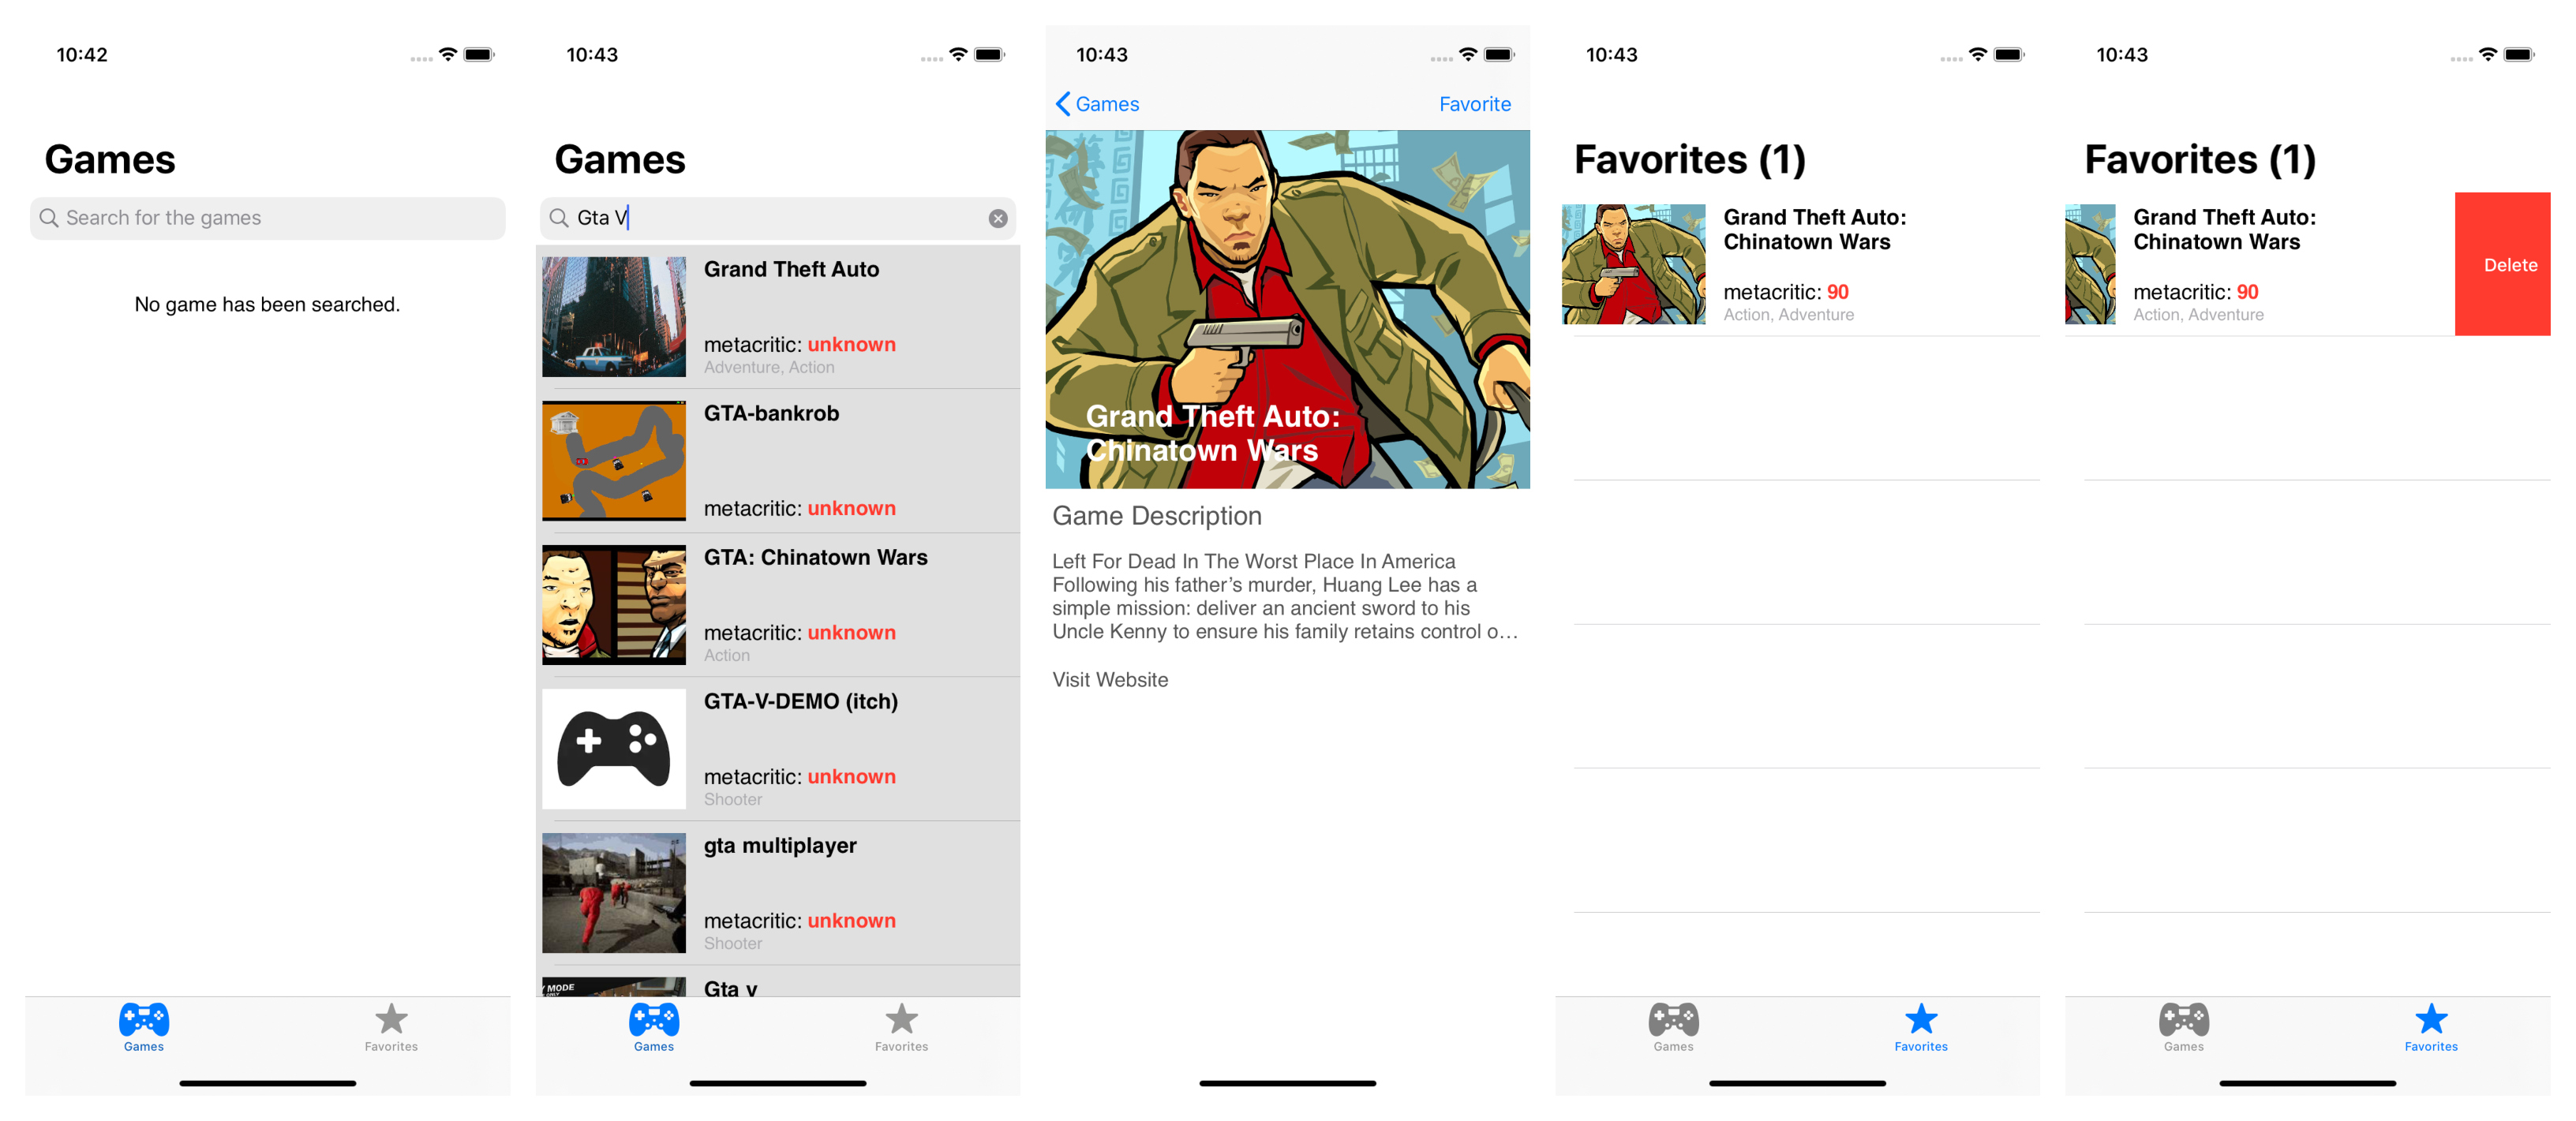 10:42
Games
Search for the games
No game has been searched.
Games
Favorites
10:43
Games
Gta V
Grand Theft Auto
metacritic: unknown
Adventure, Action
GTA-bankrob
metacritic: unknown
GTA: Chinatown Wars
metacritic: unknown
Action
GTA-V-DEMO (itch)
metacritic: unknown
Shooter
gta multiplayer
metacritic: unknown
Shooter
MODE
Gta v
Games
Favorites
10:43
Games
Favorite
Grand Theft Auto:
Chinatown Wars
Game Description
Left For Dead In The Worst Place In America
Following his father’s murder, Huang Lee has a
simple mission: deliver an ancient sword to his
Uncle Kenny to ensure his family retains control o…
Visit Website
10:43
Favorites (1)
Grand Theft Auto:
Chinatown Wars
metacritic: 90
Action, Adventure
Games
Favorites
10:43
Favorites (1)
Grand Theft Auto:
Chinatown Wars
metacritic: 90
Action, Adventure
Delete
Games
Favorites